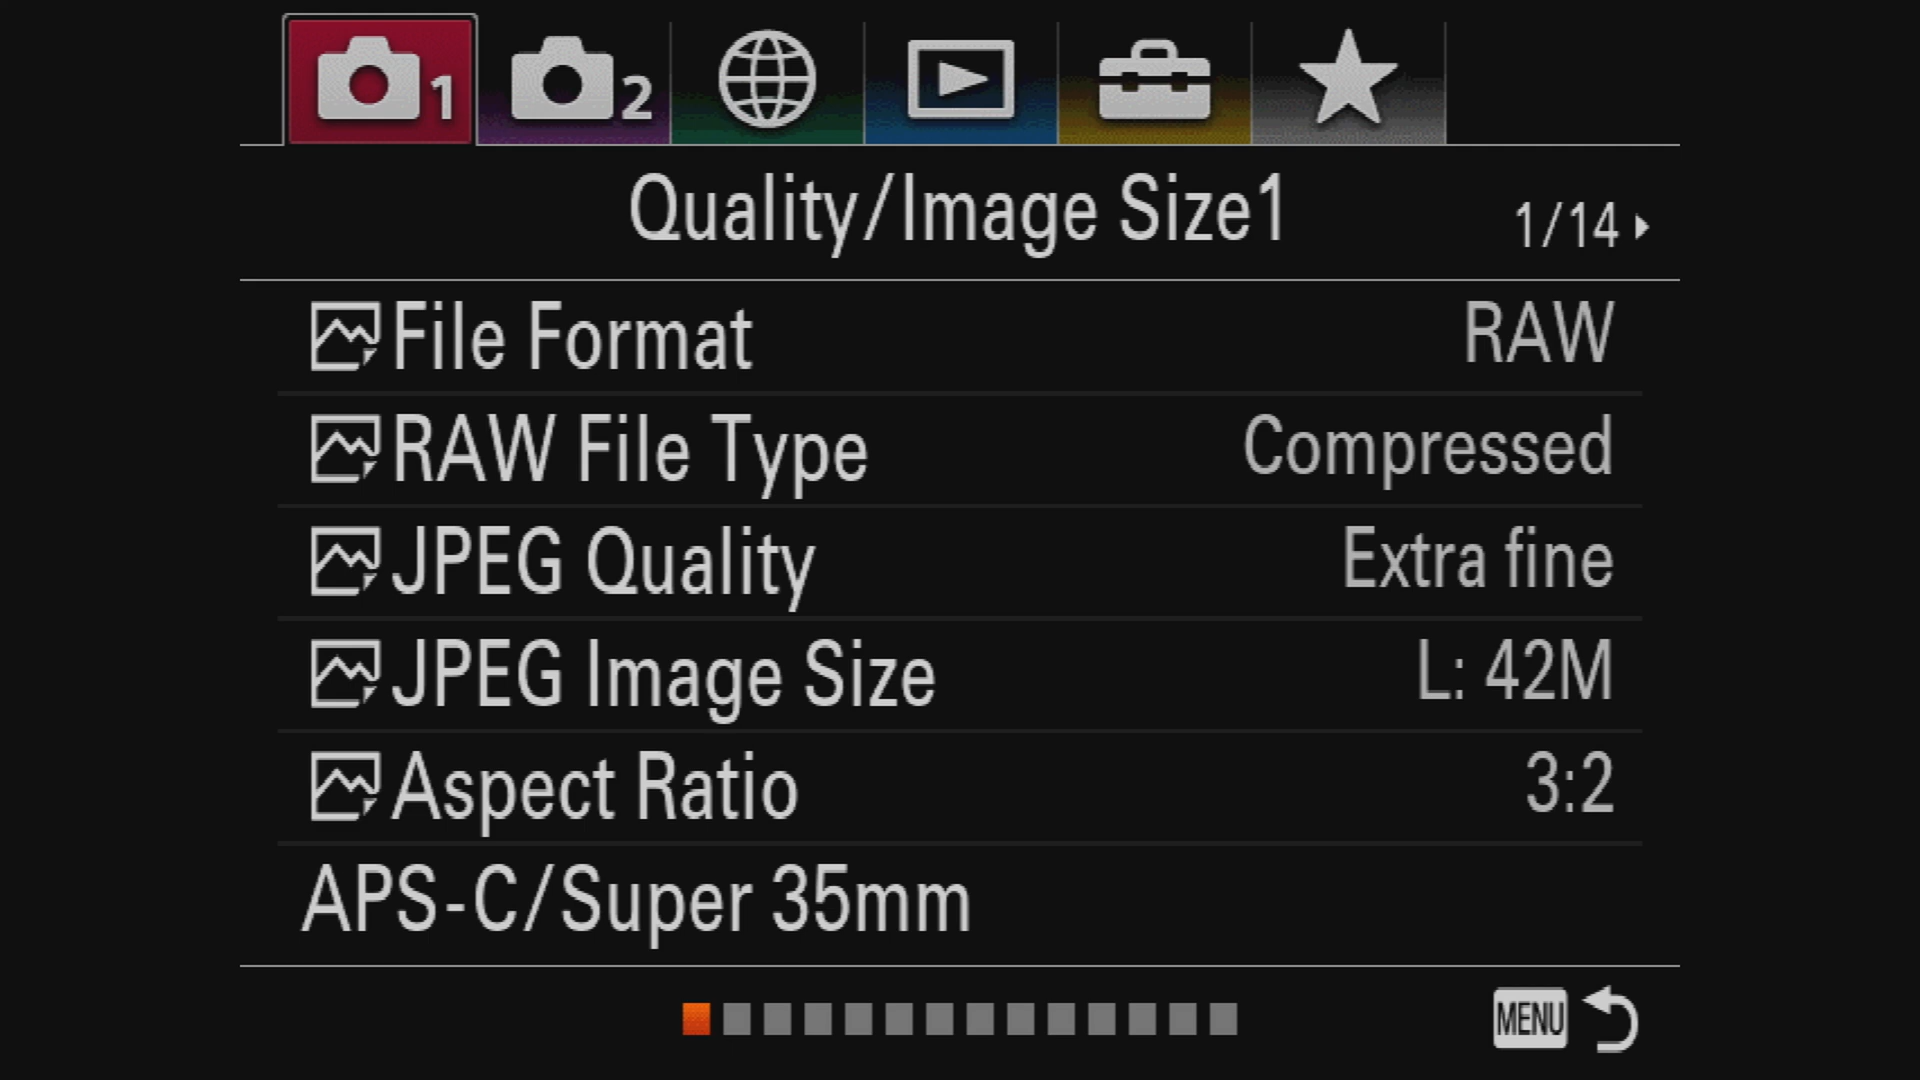 1 2
Quality/Image Size1 1/14
File Format RAW
RAW File Type Compressed
JPEG Quality Extra fine
JPEG Image Size L: 42M
Aspect Ratio 3:2
APS-C/Super 35mm
MENU